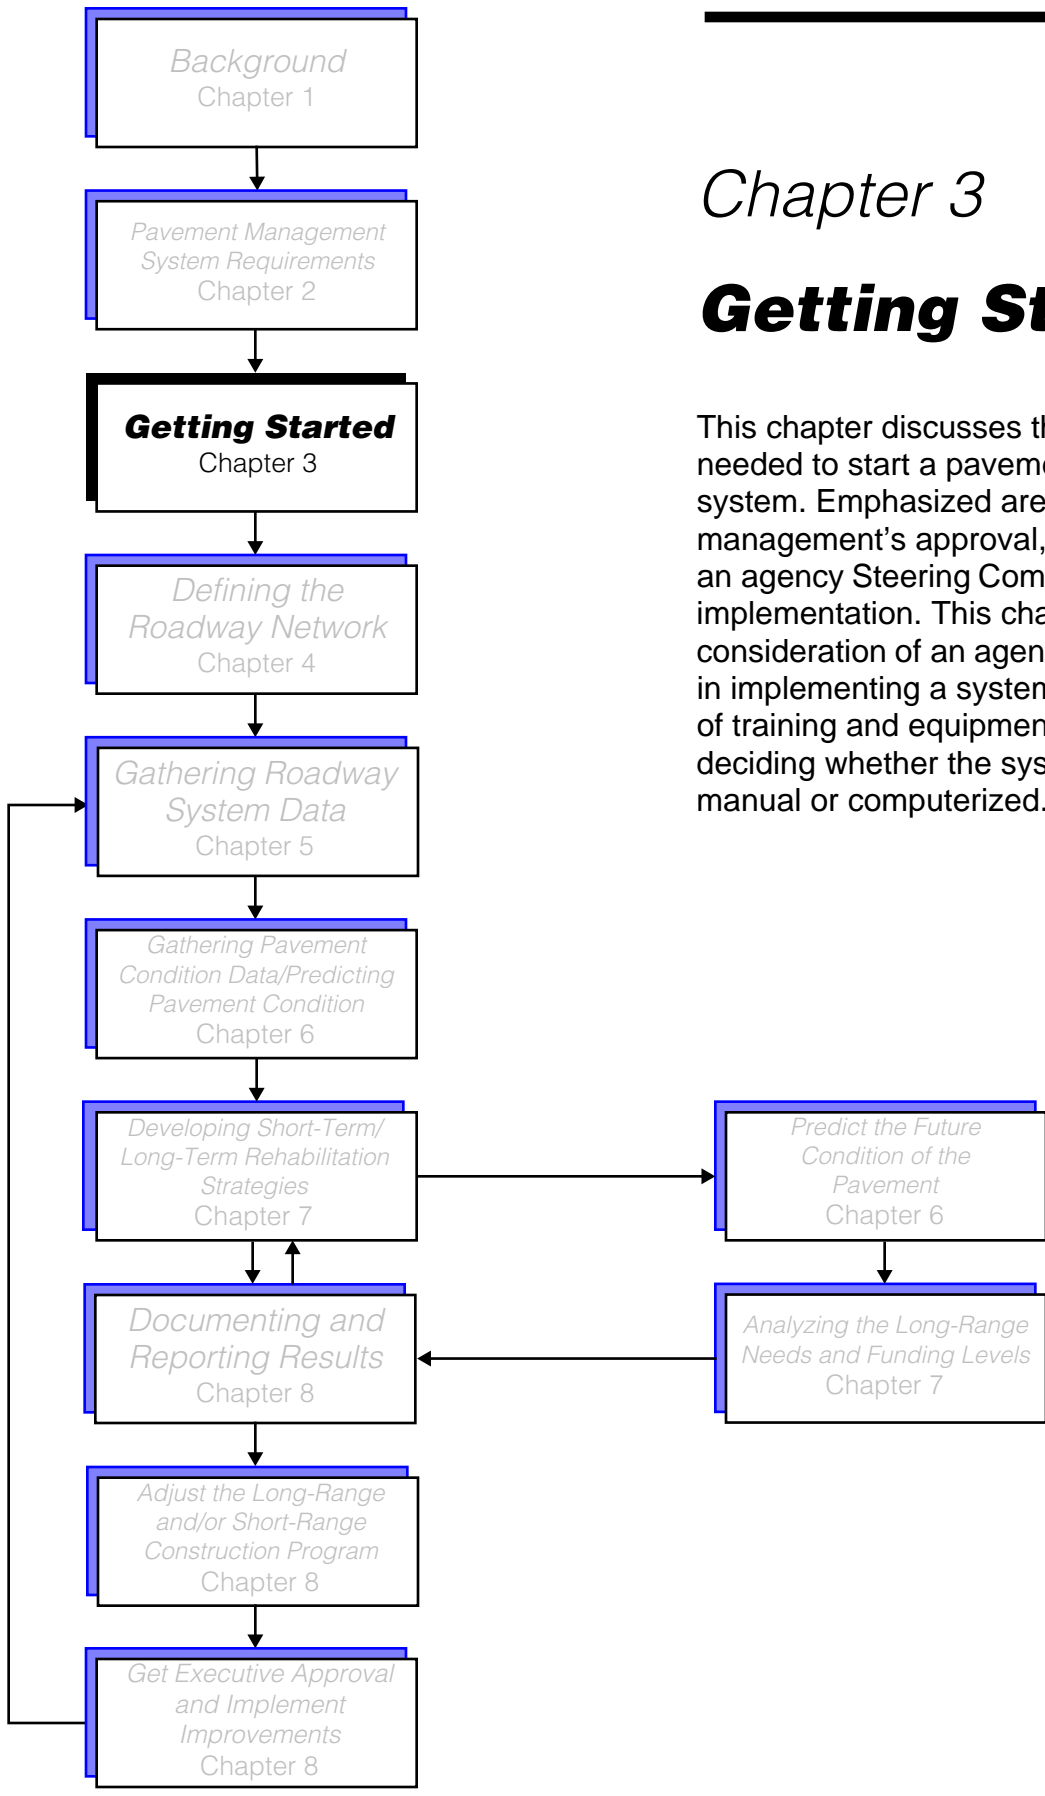 Background
Chapter 1
Pavement Management
System Requirements
Chapter 2
Getting Started
Chapter 3
Defining the
Roadway Network
Chapter 4
Gathering Roadway
System Data
Chapter 5
Gathering Pavement
Condition Data/Predicting
Pavement Condition
Chapter 6
Developing Short-Term/
Long-Term Rehabilitation
Strategies
Chapter 7
Predict the Future
Condition of the
Pavement
Chapter 6
Documenting and
Reporting Results
Chapter 8
Analyzing the Long-Range
Needs and Funding Levels
Chapter 7
Adjust the Long-Range
and/or Short-Range
Construction Program
Chapter 8
Get Executive Approval
and Implement
Improvements
Chapter 8
Chapter 3
Getting St
This chapter discusses th
needed to start a paveme
system. Emphasized are
management’s approval,
an agency Steering Com
implementation. This cha
consideration of an agen
in implementing a system
of training and equipmen
deciding whether the sys
manual or computerized.